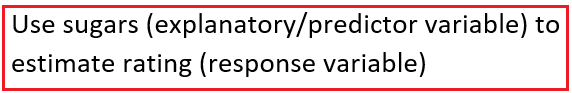 Use sugars (explanatory/predictor variable) to
estimate rating (response variable)